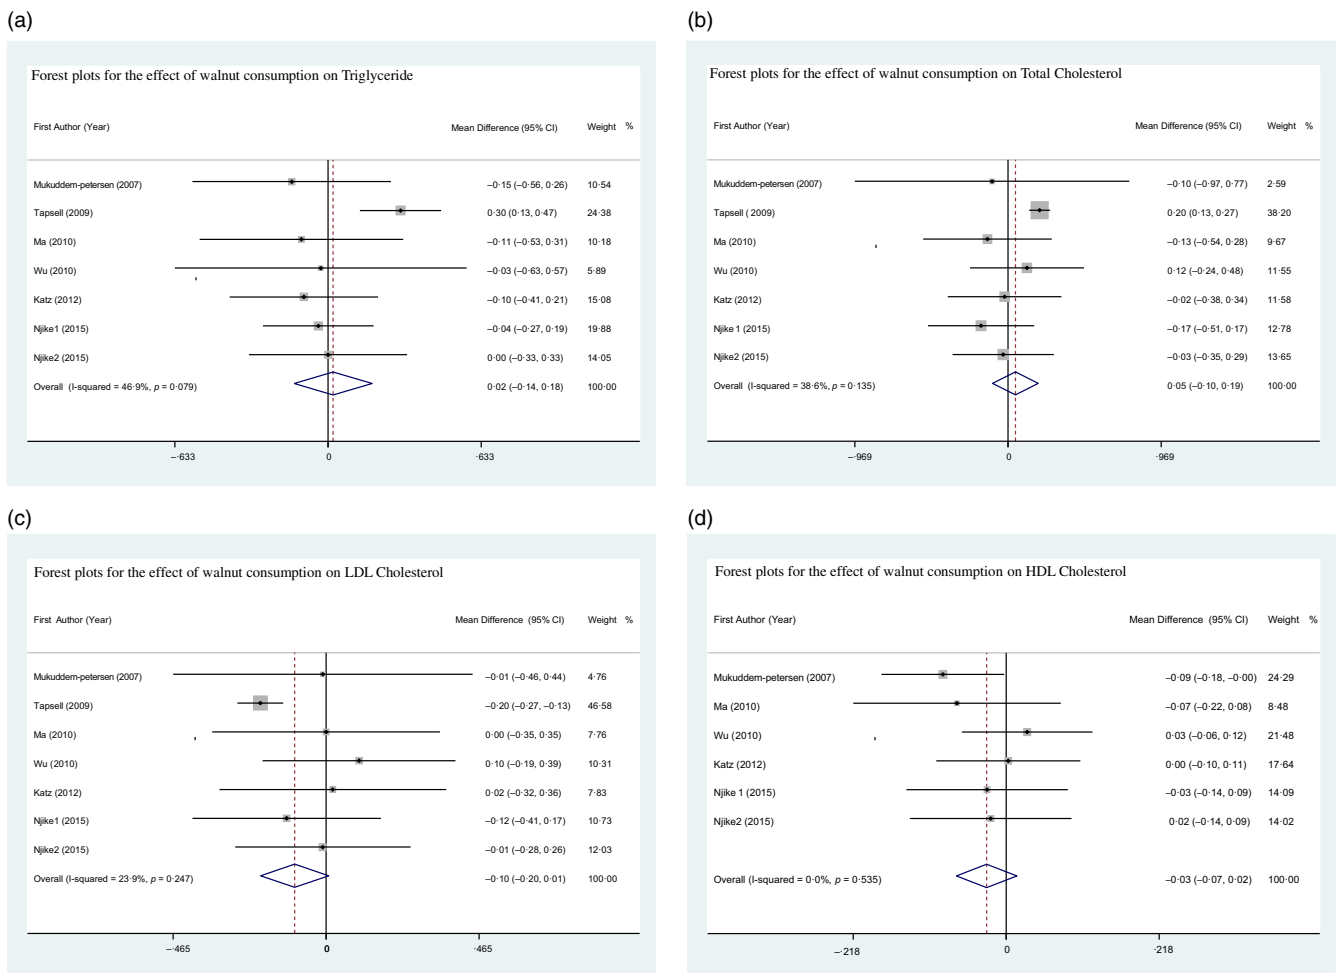 (a)
Forest plots for the effect of walnut consumption on Triglyceride
First Author (Year) Mean Difference (95% CI) Weight %
Mukuddem-petersen (2007) –0·15 (–0·56, 0·26) 10·54
Tapsell (2009) 0·30 (0·13, 0·47) 24·38
Ma (2010) –0·11 (–0·53, 0·31) 10·18
Wu (2010) –0·03 (–0·63, 0·57) 5·89
Katz (2012) –0·10 (–0·41, 0·21) 15·08
Njike1 (2015) –0·04 (–0·27, 0·19) 19·88
Njike2 (2015) 0·00 (–0·33, 0·33) 14·05
Overall (I-squared = 46·9%, p = 0·079) 0·02 (–0·14, 0·18) 100·00
–·633 0 ·633
(b)
Forest plots for the effect of walnut consumption on Total Cholesterol
First Author (Year) Mean Difference (95% CI) Weight %
Mukuddem-petersen (2007) –0·10 (–0·97, 0·77) 2·59
Tapsell ( 2009) 0·20 (0·13, 0·27) 38·20
Ma (2010) –0·13 (–0·54, 0·28) 9·67
Wu (2010) 0·12 (–0·24, 0·48) 11·55
Katz (2012) –0·02 (–0·38, 0·34) 11·58
Njike 1 (2015) –0·17 (–0·51, 0·17) 12·78
Njike2 (2015) –0·03 (–0·35, 0·29) 13·65
Overall (I-squared = 38·6%, p = 0·135) 0·05 (–0·10, 0·19) 100·00
–·969 0 ·969
(c)
Forest plots for the effect of walnut consumption on LDL Cholesterol
First Author (Year) Mean Difference (95% CI) Weight %
Mukuddem-petersen (2007) –0·01 (–0·46, 0·44) 4·76
Tapsell (2009) –0·20 (–0·27, –0·13) 46·58
Ma (2010) 0·00 (–0·35, 0·35) 7·76
Wu (2010) 0·10 (–0·19, 0·39) 10·31
Katz (2012) 0·02 (–0·32, 0·36) 7·83
Njike1 (2015) –0·12 (–0·41, 0·17) 10·73
Njike2 (2015) –0·01 (–0·28, 0·26) 12·03
Overall (I-squared = 23·9%, p = 0·247) –0·10 (–0·20, 0·01) 100·00
–·465 0 ·465
(d)
Forest plots for the effect of walnut consumption on HDL Cholesterol
First Author (Year) Mean Difference (95% CI) Weight %
Mukuddem-petersen (2007) –0·09 (–0·18, –0·00) 24·29
Ma (2010) –0·07 (–0·22, 0·08) 8·48
Wu (2010) 0·03 (–0·06, 0·12) 21·48
Katz (2012) 0·00 (–0·10, 0·11) 17·64
Njike 1 (2015) –0·03 (–0·14, 0·09) 14·09
Njike2 (2015) 0·02 (–0·14, 0·09) 14·02
Overall (I-squared = 0·0%, p = 0·535) –0·03 (–0·07, 0·02) 100·00
–·218 0 ·218